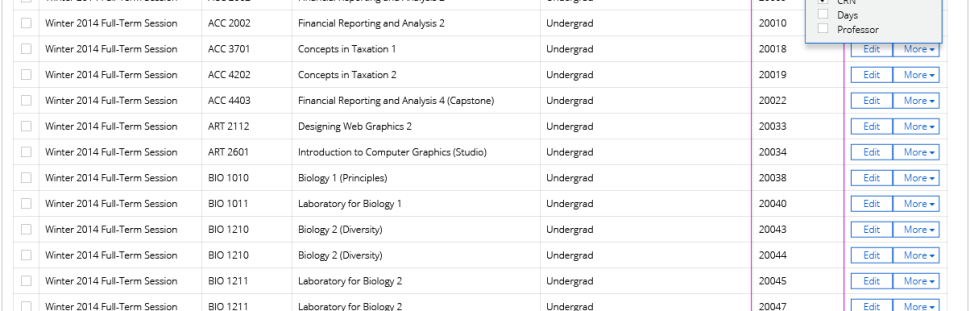 CRN
Winter 2014 Full-Term Session ACC 2002 Financial Reporting and Analysis 2 Undergrad 20010 Days
Professor
Winter 2014 Full-Term Session ACC 3701 Concepts in Taxation 1 Undergrad 20018 Edit More
Winter 2014 Full-Term Session ACC 4202 Concepts in Taxation 2 Undergrad 20019 Edit More
Winter 2014 Full-Term Session ACC 4403 Financial Reporting and Analysis 4 (Capstone) Undergrad 20022 Edit More
Winter 2014 Full-Term Session ART 2112 Designing Web Graphics 2 Undergrad 20033 Edit More
Winter 2014 Full-Term Session ART 2601 Introduction to Computer Graphics (Studio) Undergrad 20034 Edit More
Winter 2014 Full-Term Session BIO 1010 Biology 1 (Principles) Undergrad 20038 Edit More
Winter 2014 Full-Term Session BIO 1011 Laboratory for Biology 1 Undergrad 20040 Edit More
Winter 2014 Full-Term Session BIO 1210 Biology 2 (Diversity) Undergrad 20043 Edit More
Winter 2014 Full-Term Session BIO 1210 Biology 2 (Diversity) Undergrad 20044 Edit More
Winter 2014 Full-Term Session BIO 1211 Laboratory for Biology 2 Undergrad 20045 Edit More
Winter 2014 Full-Term Session BIO 1211 Laboratory for Biology 2 Undergrad 20047 Edit More